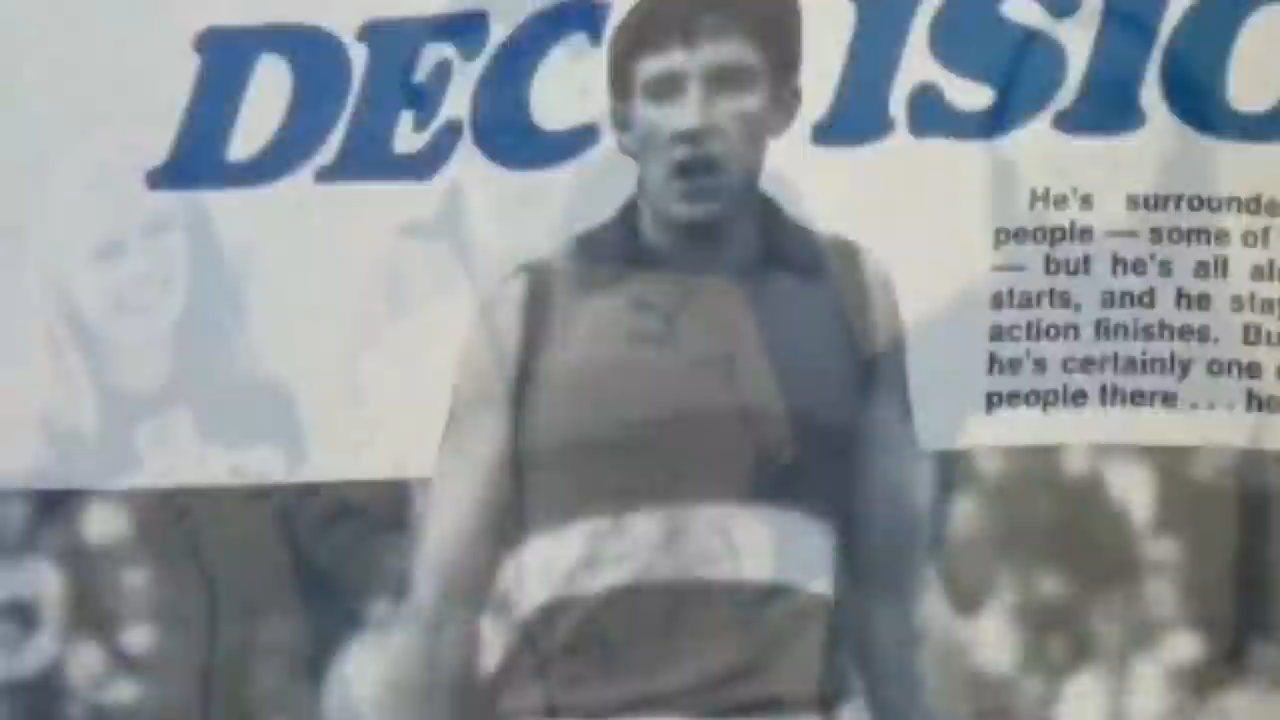 DEC ISIC
He's surrounde
people — some of
— but he's all al
starts, and he sta
action finishes. Bu
he's certainly one
people there . . . he